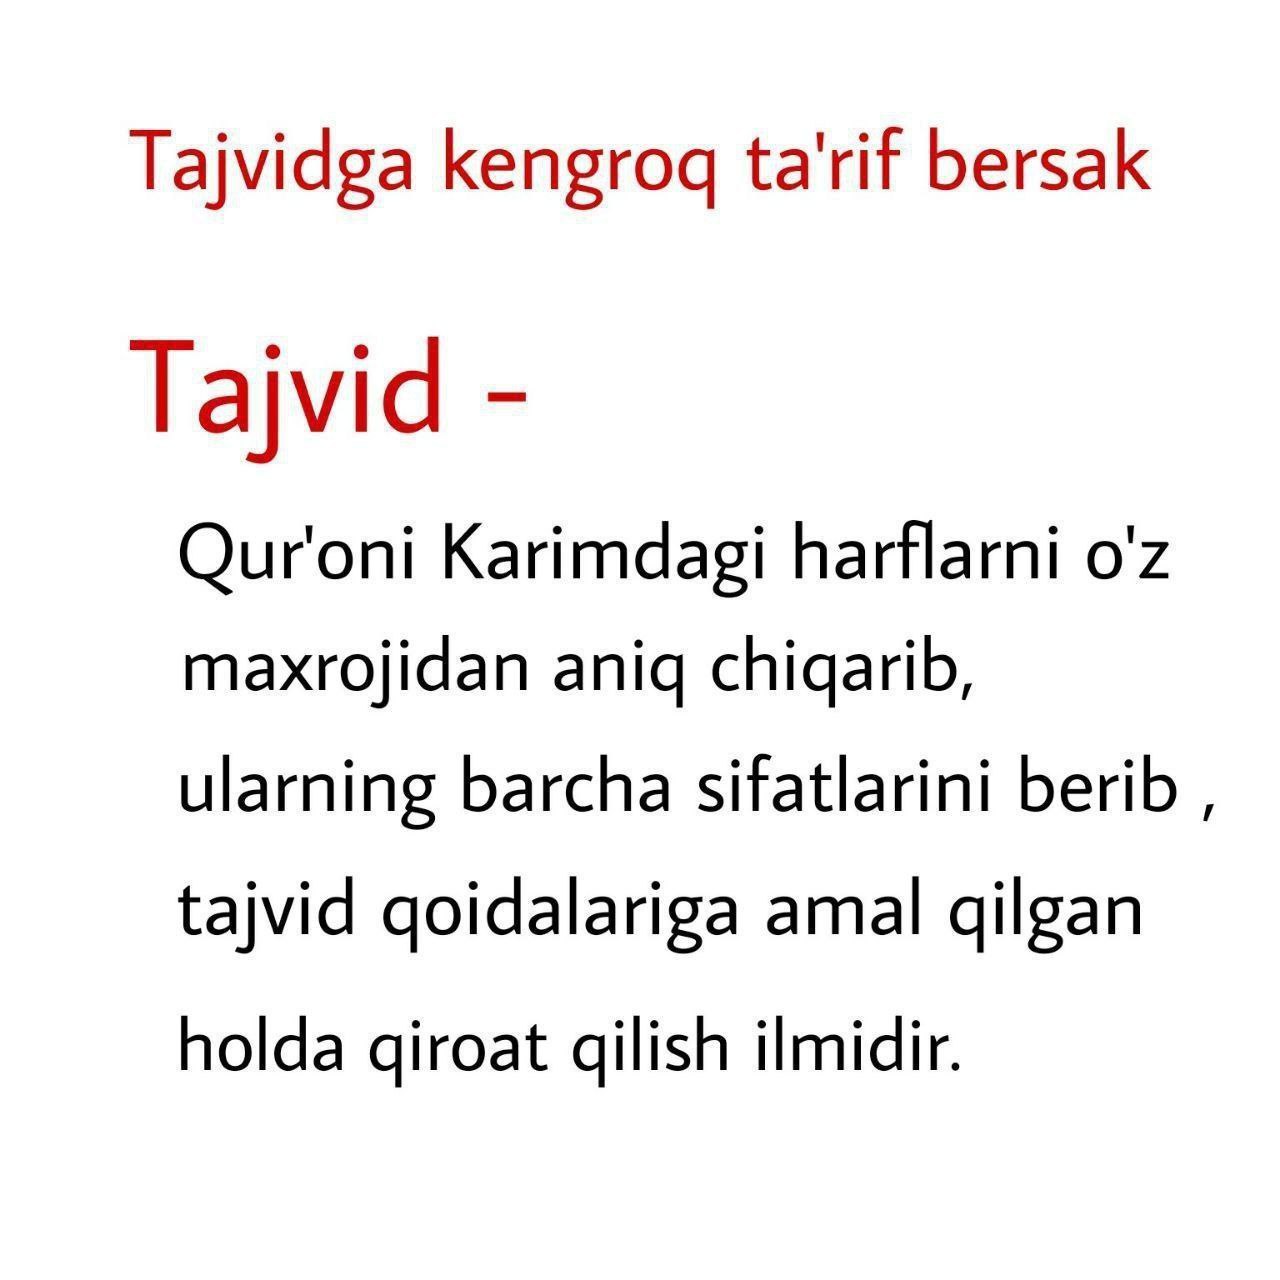 Tajvidga kengroq ta'rif bersak
Tajvid -
Qur'oni Karimdagi harflarni o'z
maxrojidan aniq chiqarib,
ularning barcha sifatlarini berib ,
tajvid qoidalariga amal qilgan
holda qiroat qilish ilmidir.